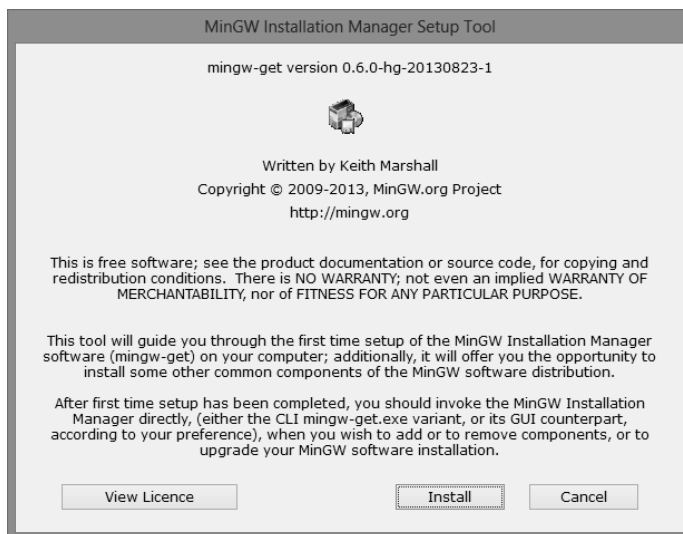 MinGW Installation Manager Setup Tool
mingw-get version 0.6.0-hg-20130823-1
Written by Keith Marshall
Copyright © 2009-2013, MinGW.org Project
http://mingw.org
This is free software; see the product documentation or source code, for copying and
redistribution conditions.  There is NO WARRANTY; not even an implied WARRANTY OF
MERCHANTABILITY, nor of FITNESS FOR ANY PARTICULAR PURPOSE.
This tool will guide you through the first time setup of the MinGW Installation Manager
software (mingw-get) on your computer; additionally, it will offer you the opportunity to
install some other common components of the MinGW software distribution.
After first time setup has been completed, you should invoke the MinGW Installation
Manager directly, (either the CLI mingw-get.exe variant, or its GUI counterpart,
according to your preference), when you wish to add or to remove components, or to
upgrade your MinGW software installation.
View Licence
Install
Cancel